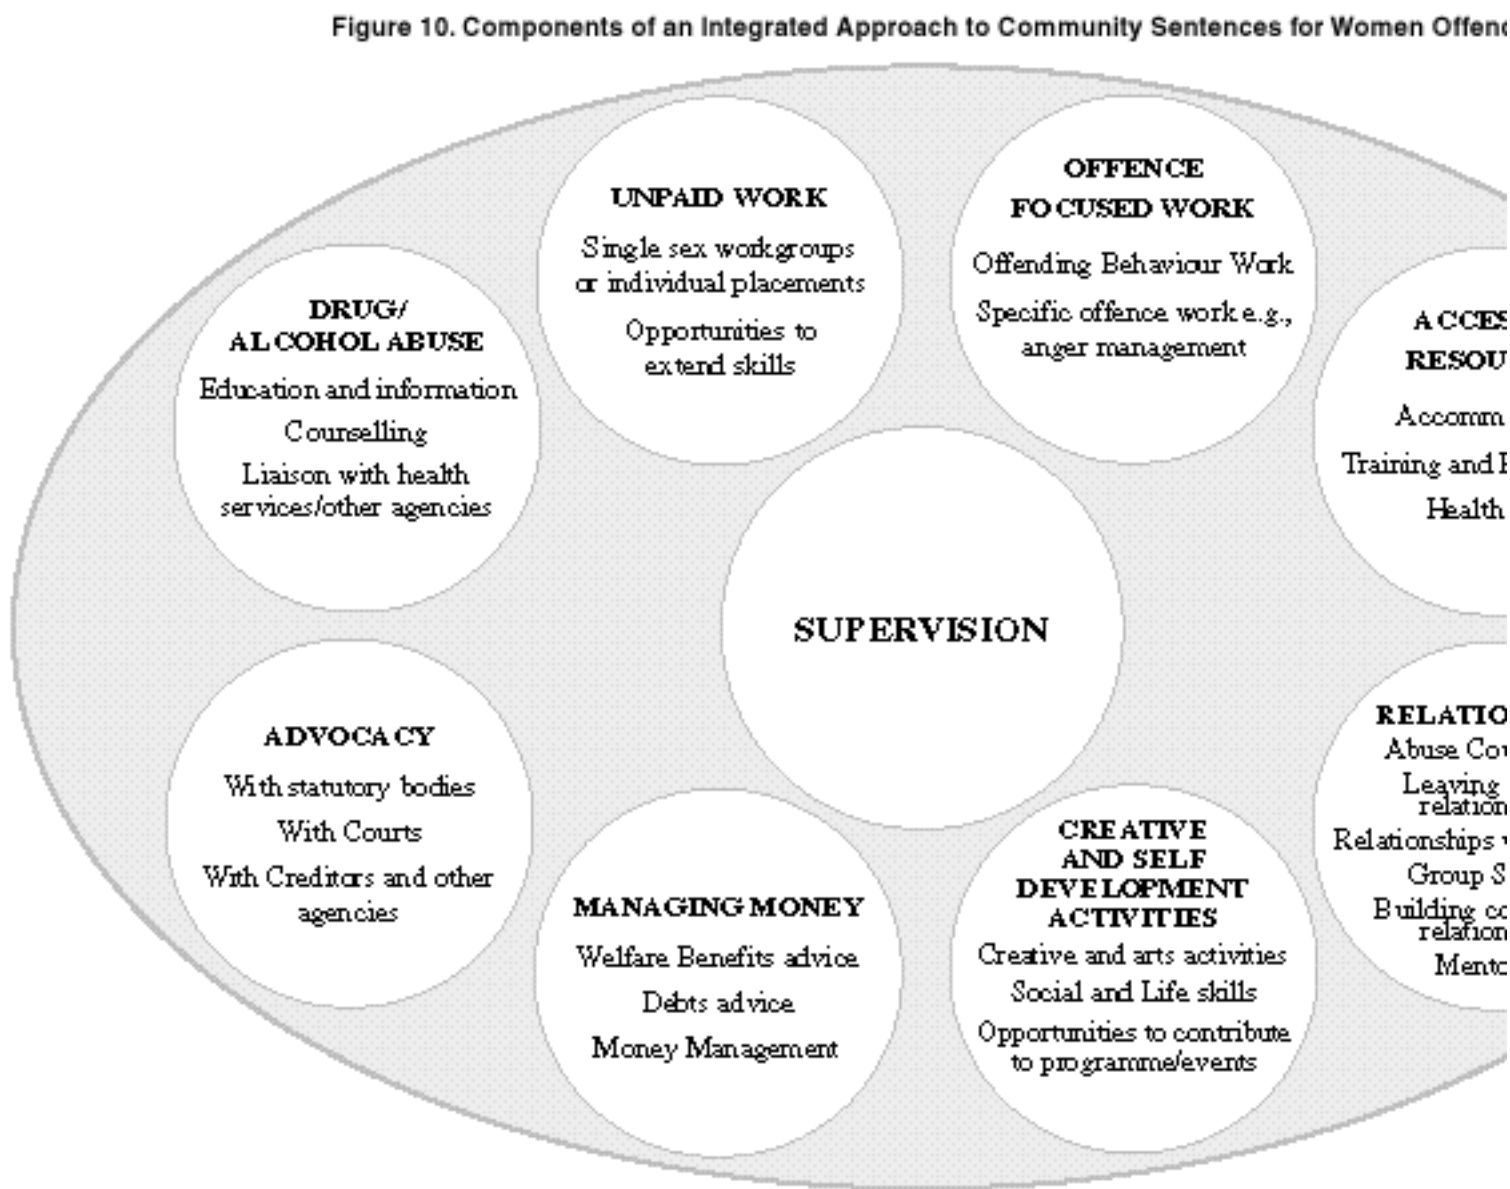 Figure 10. Components of an Integrated Approach to Community Sentences for Women
UNPAID WORK
Single sex workgroups
or individual placements
Opportunities to
extend skills
OFFENCE
FOCUSED WORK
Offending Behaviour Work
Specific offence work e.g.,
anger management
DRUG/
ALCOHOL ABUSE
Education and information
Counselling
Liaison with health
services/other agencies
Training and
Health
SUPERVISION
ADVOCACY
With statutory bodies
With Courts
With Creditors and other
agencies
MANAGING MONEY
Welfare Benefits advice
Debts advice
Money Management
CREATIVE
AND SELF
DEVELOPMENT
ACTIVITIES
Creative and arts activities
Social and Life skills
Opportunities to contribute
to programme/events
Abuse
Leaving
Relationships
Group
Building